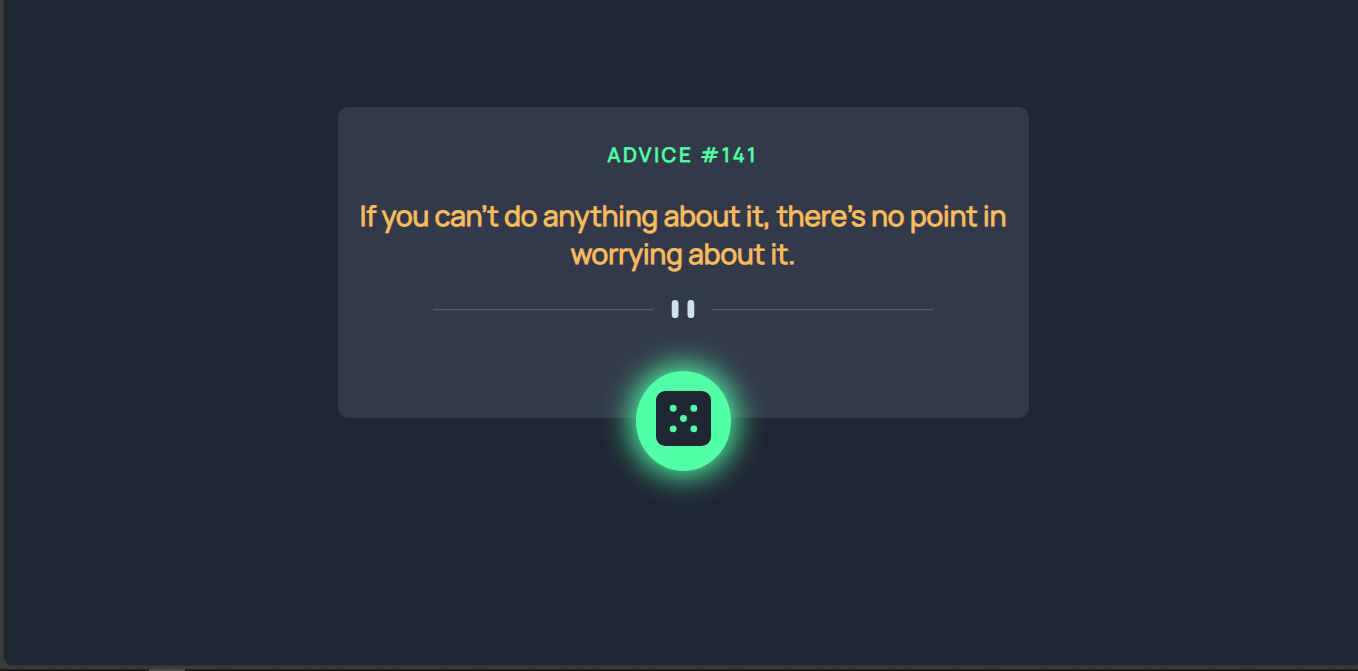 ADVICE #141
If you can’t do anything about it, there’s no point in
worrying about it.